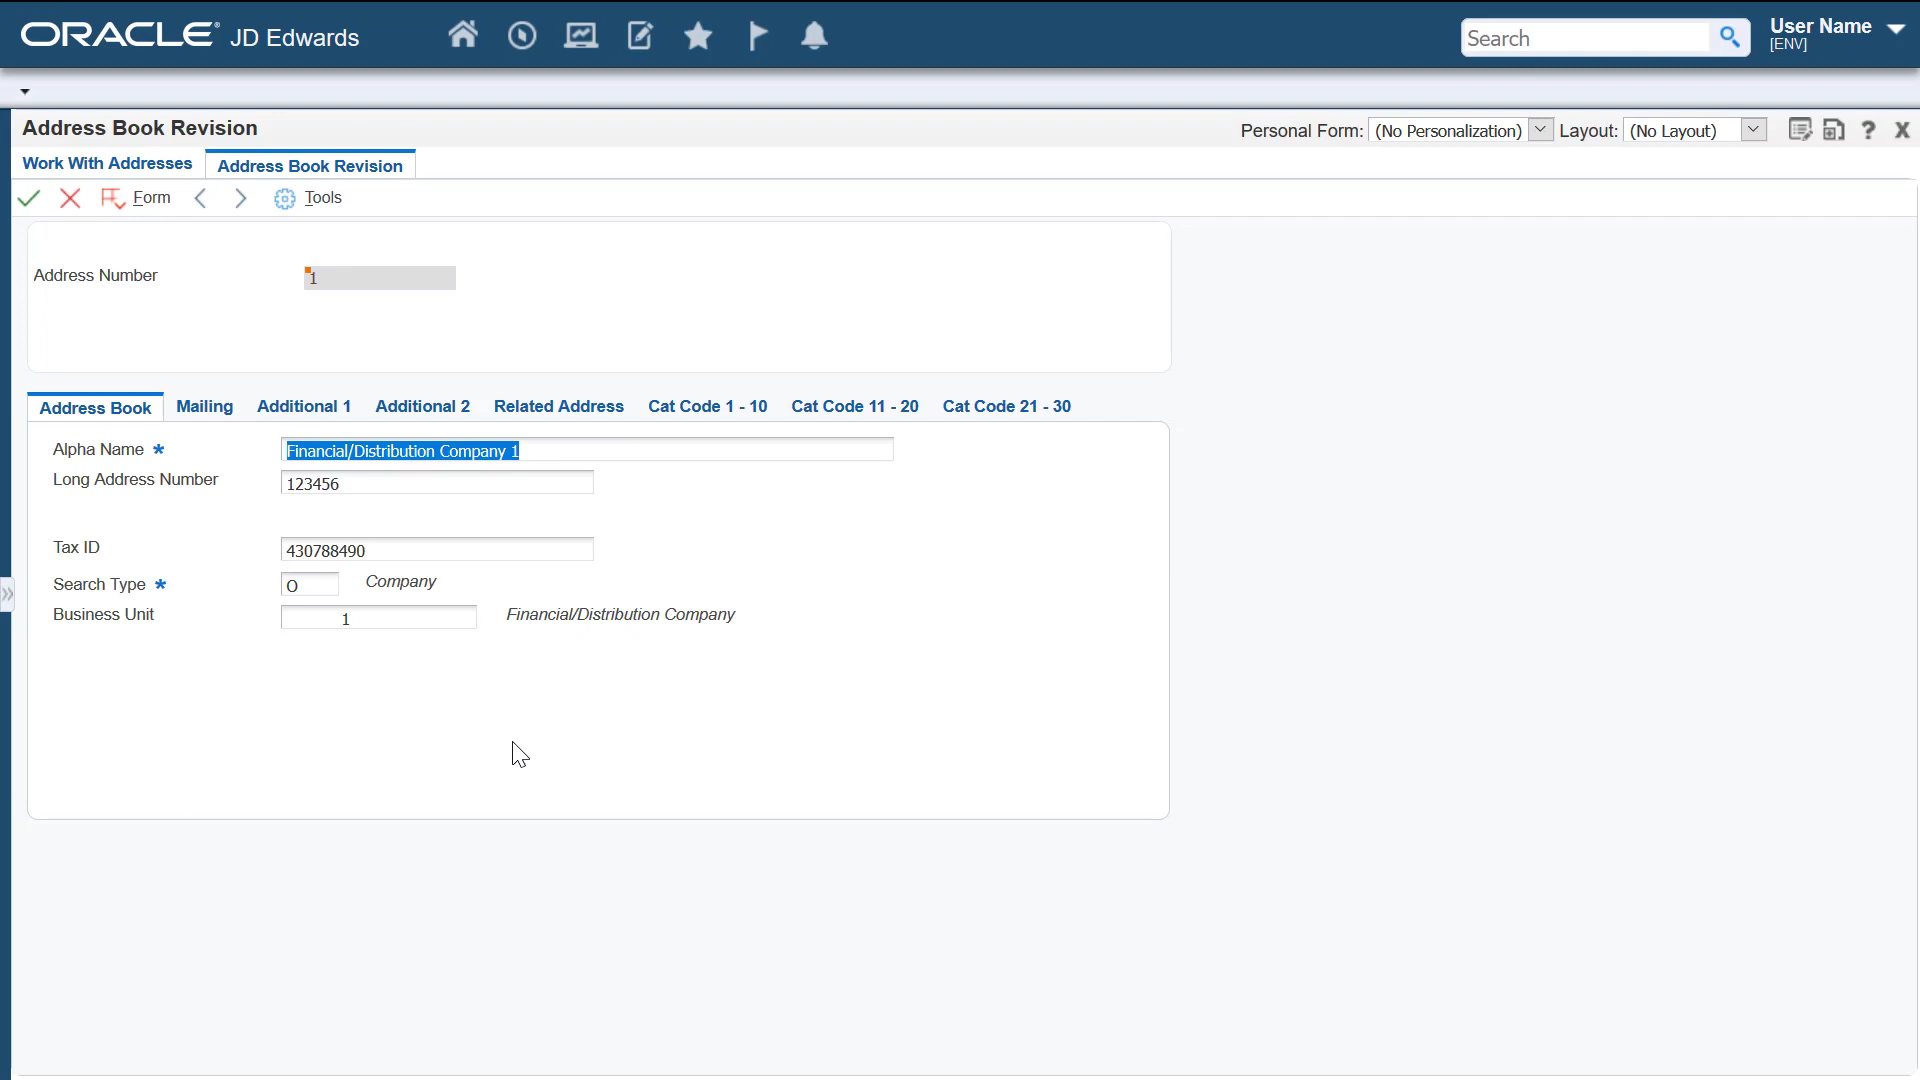 ORACLE® JD Edwards
Search
User Name
[ENV]
Address Book Revision
Personal Form: (No Personalization) Layout: (No Layout)
Work With Addresses Address Book Revision
Form Tools
Address Number 1
Address Book Mailing Additional 1 Additional 2 Related Address Cat Code 1 - 10 Cat Code 11 - 20 Cat Code 21 - 30
Alpha Name * Financial/Distribution Company 1
Long Address Number 123456
Tax ID 430788490
Search Type * O Company
Business Unit 1 Financial/Distribution Company